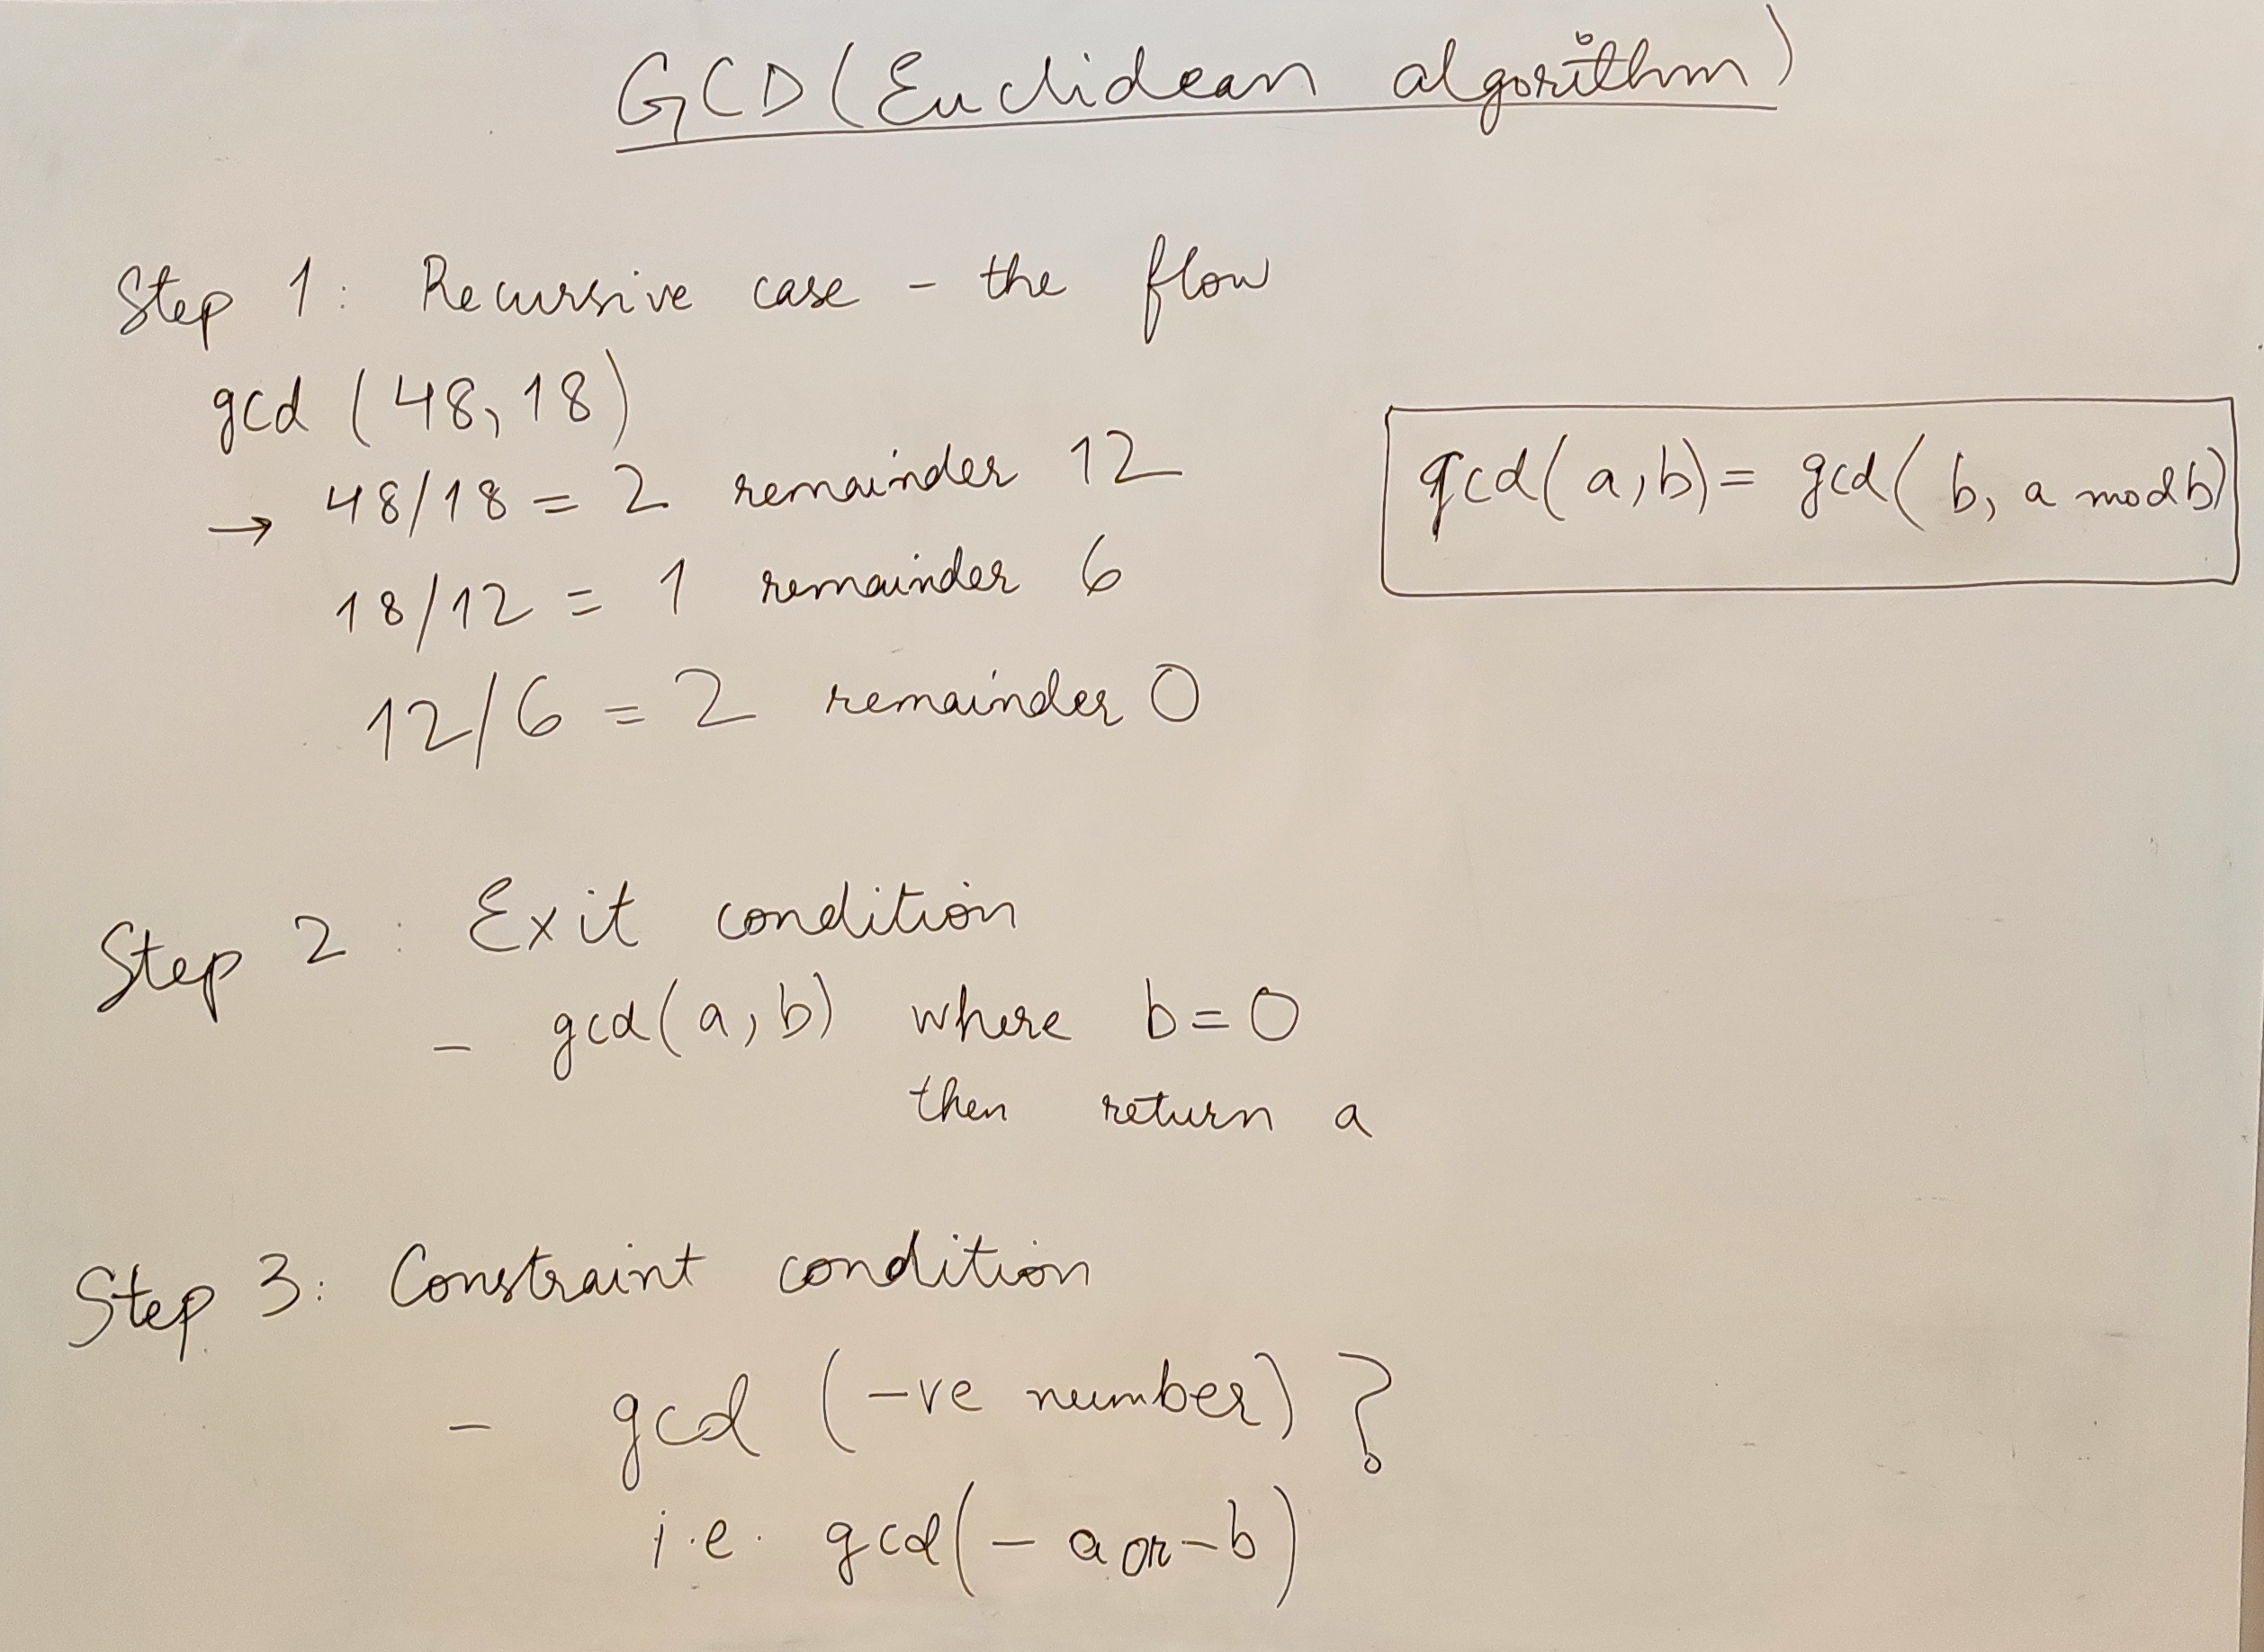 GCD (Euclidean algorithm)
Step 1: Recursive case - the flow
gcd (48, 18)
→ 48/18 = 2 remainder 12
18/12 = 1 remainder 6
12/6 = 2 remainder 0
gcd(a,b) = gcd(b, a mod b)
Step 2: Exit condition
- gcd(a, b) where b = 0
then return a
Step 3: Constraint condition
- gcd (-ve number) ?
i.e. gcd(- a or - b)